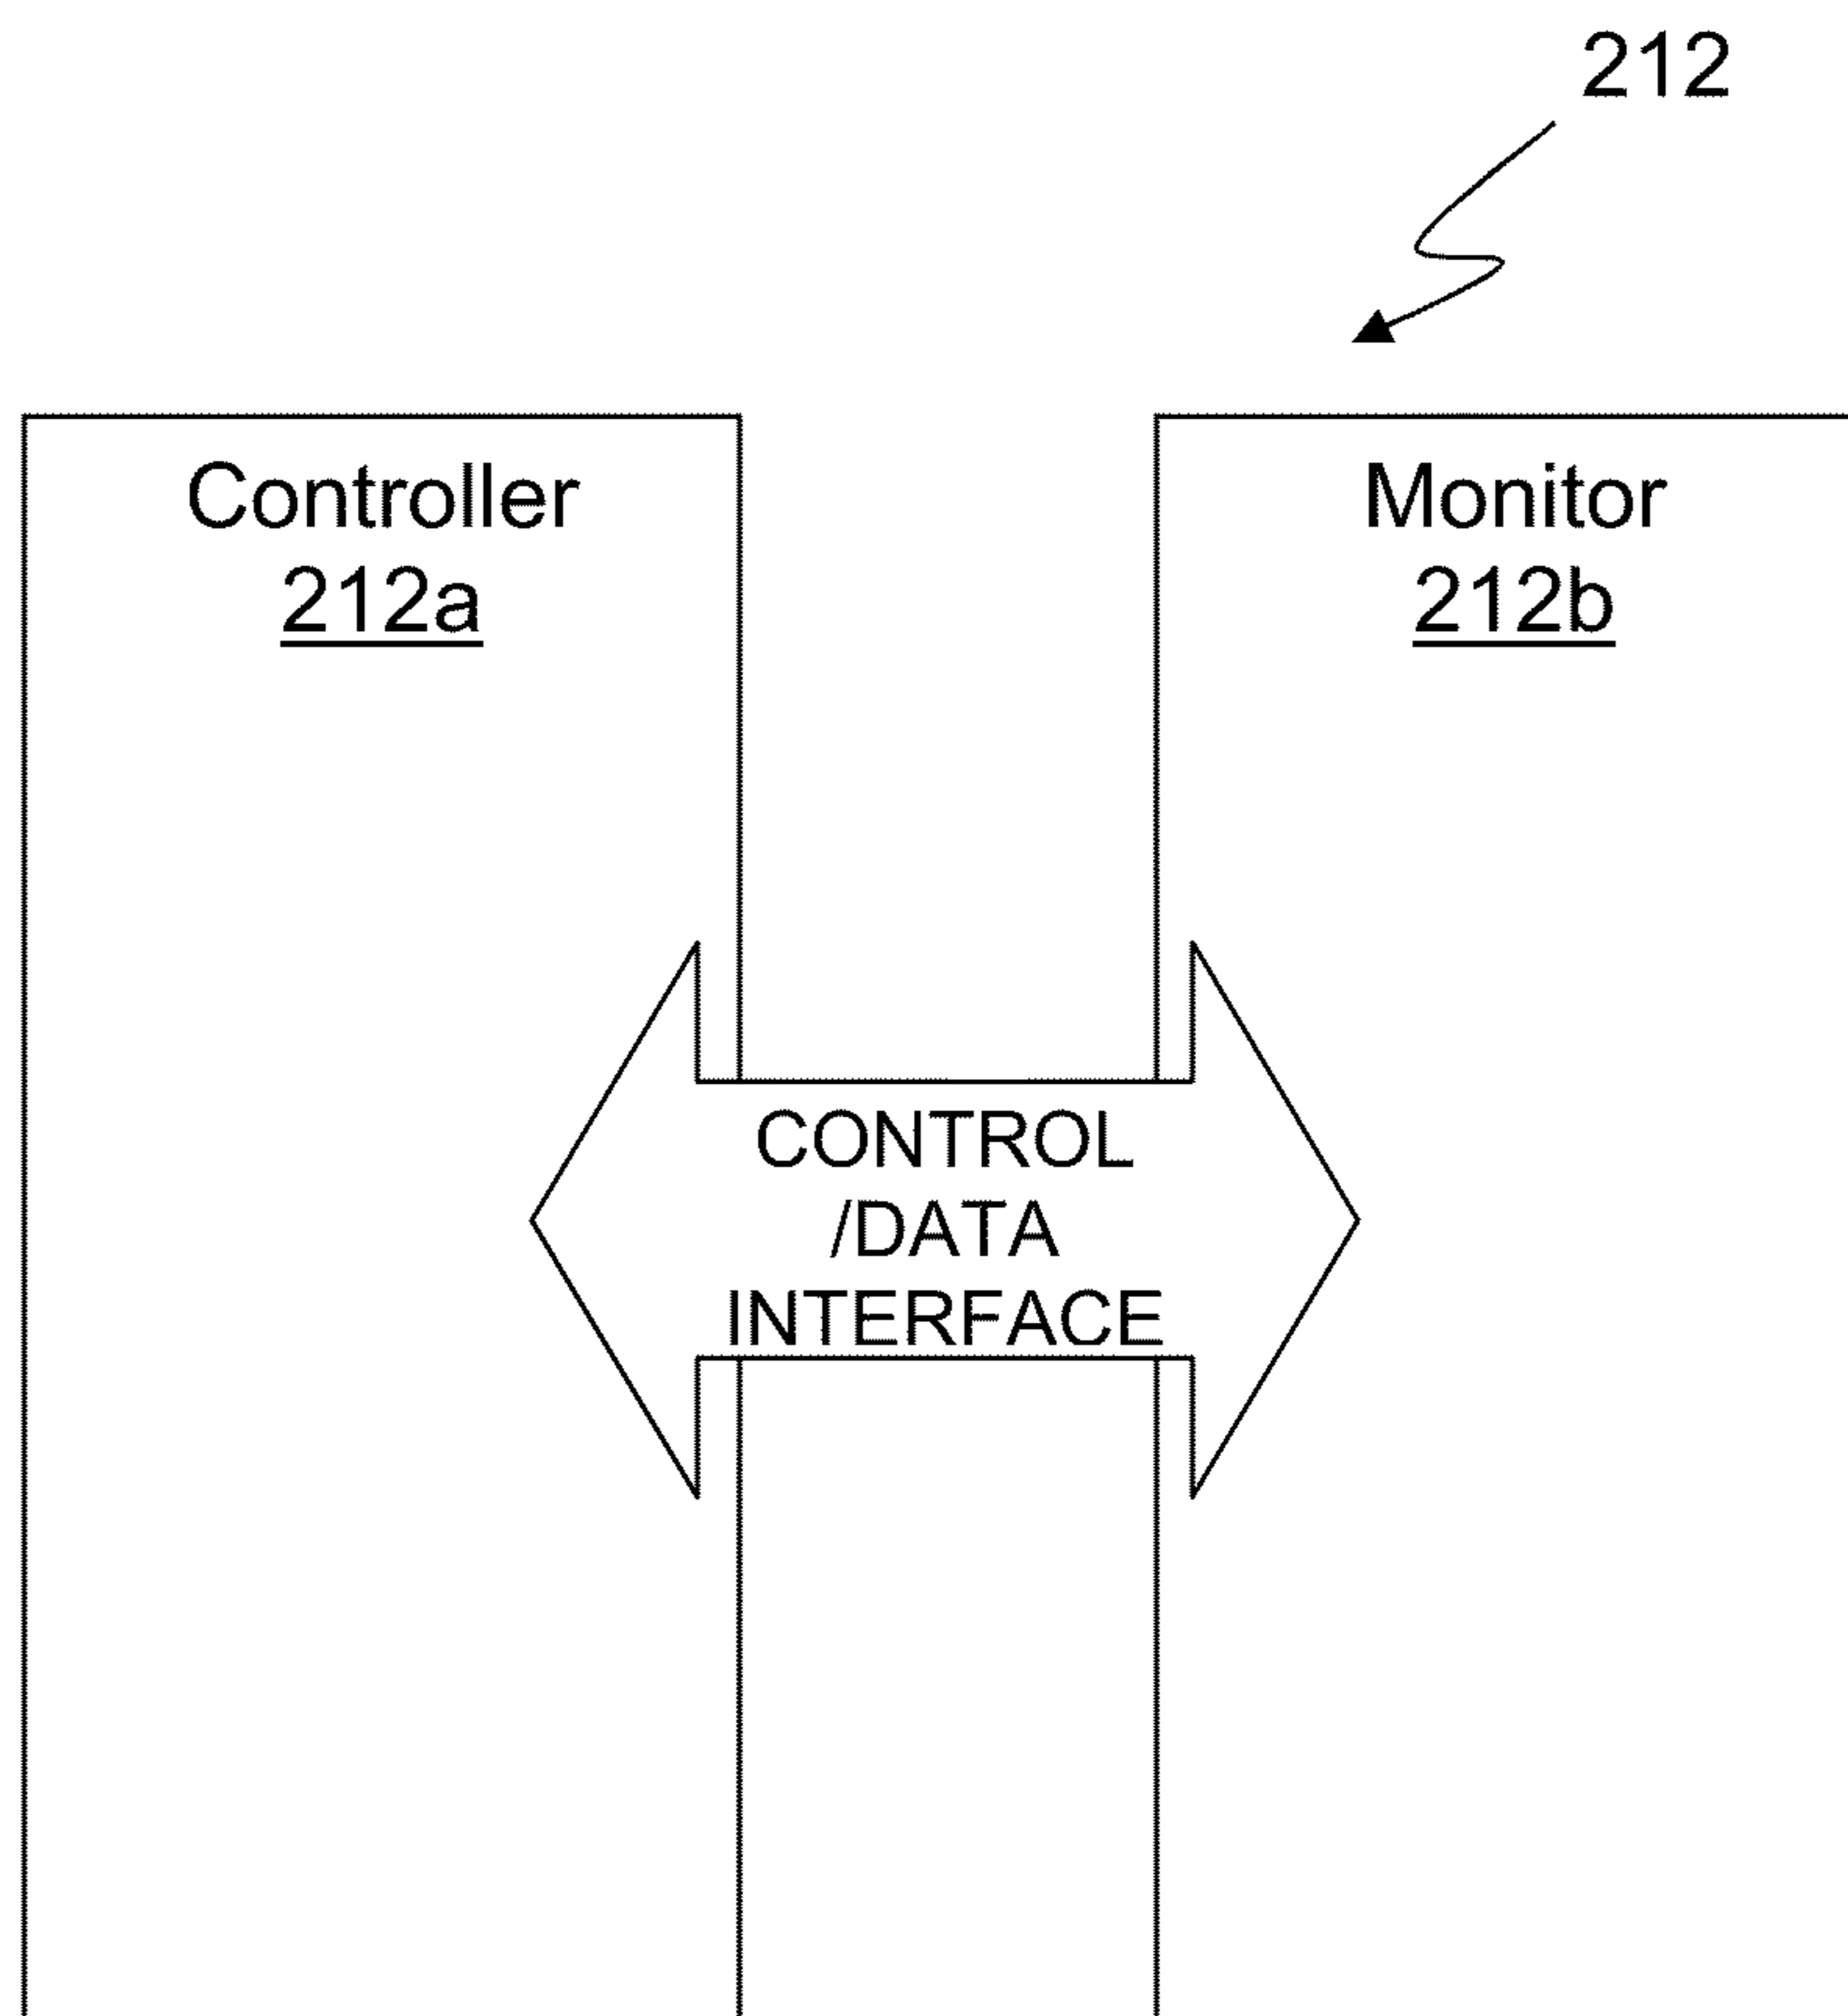 212
Controller
212a
Monitor
212b
CONTROL
/DATA
INTERFACE